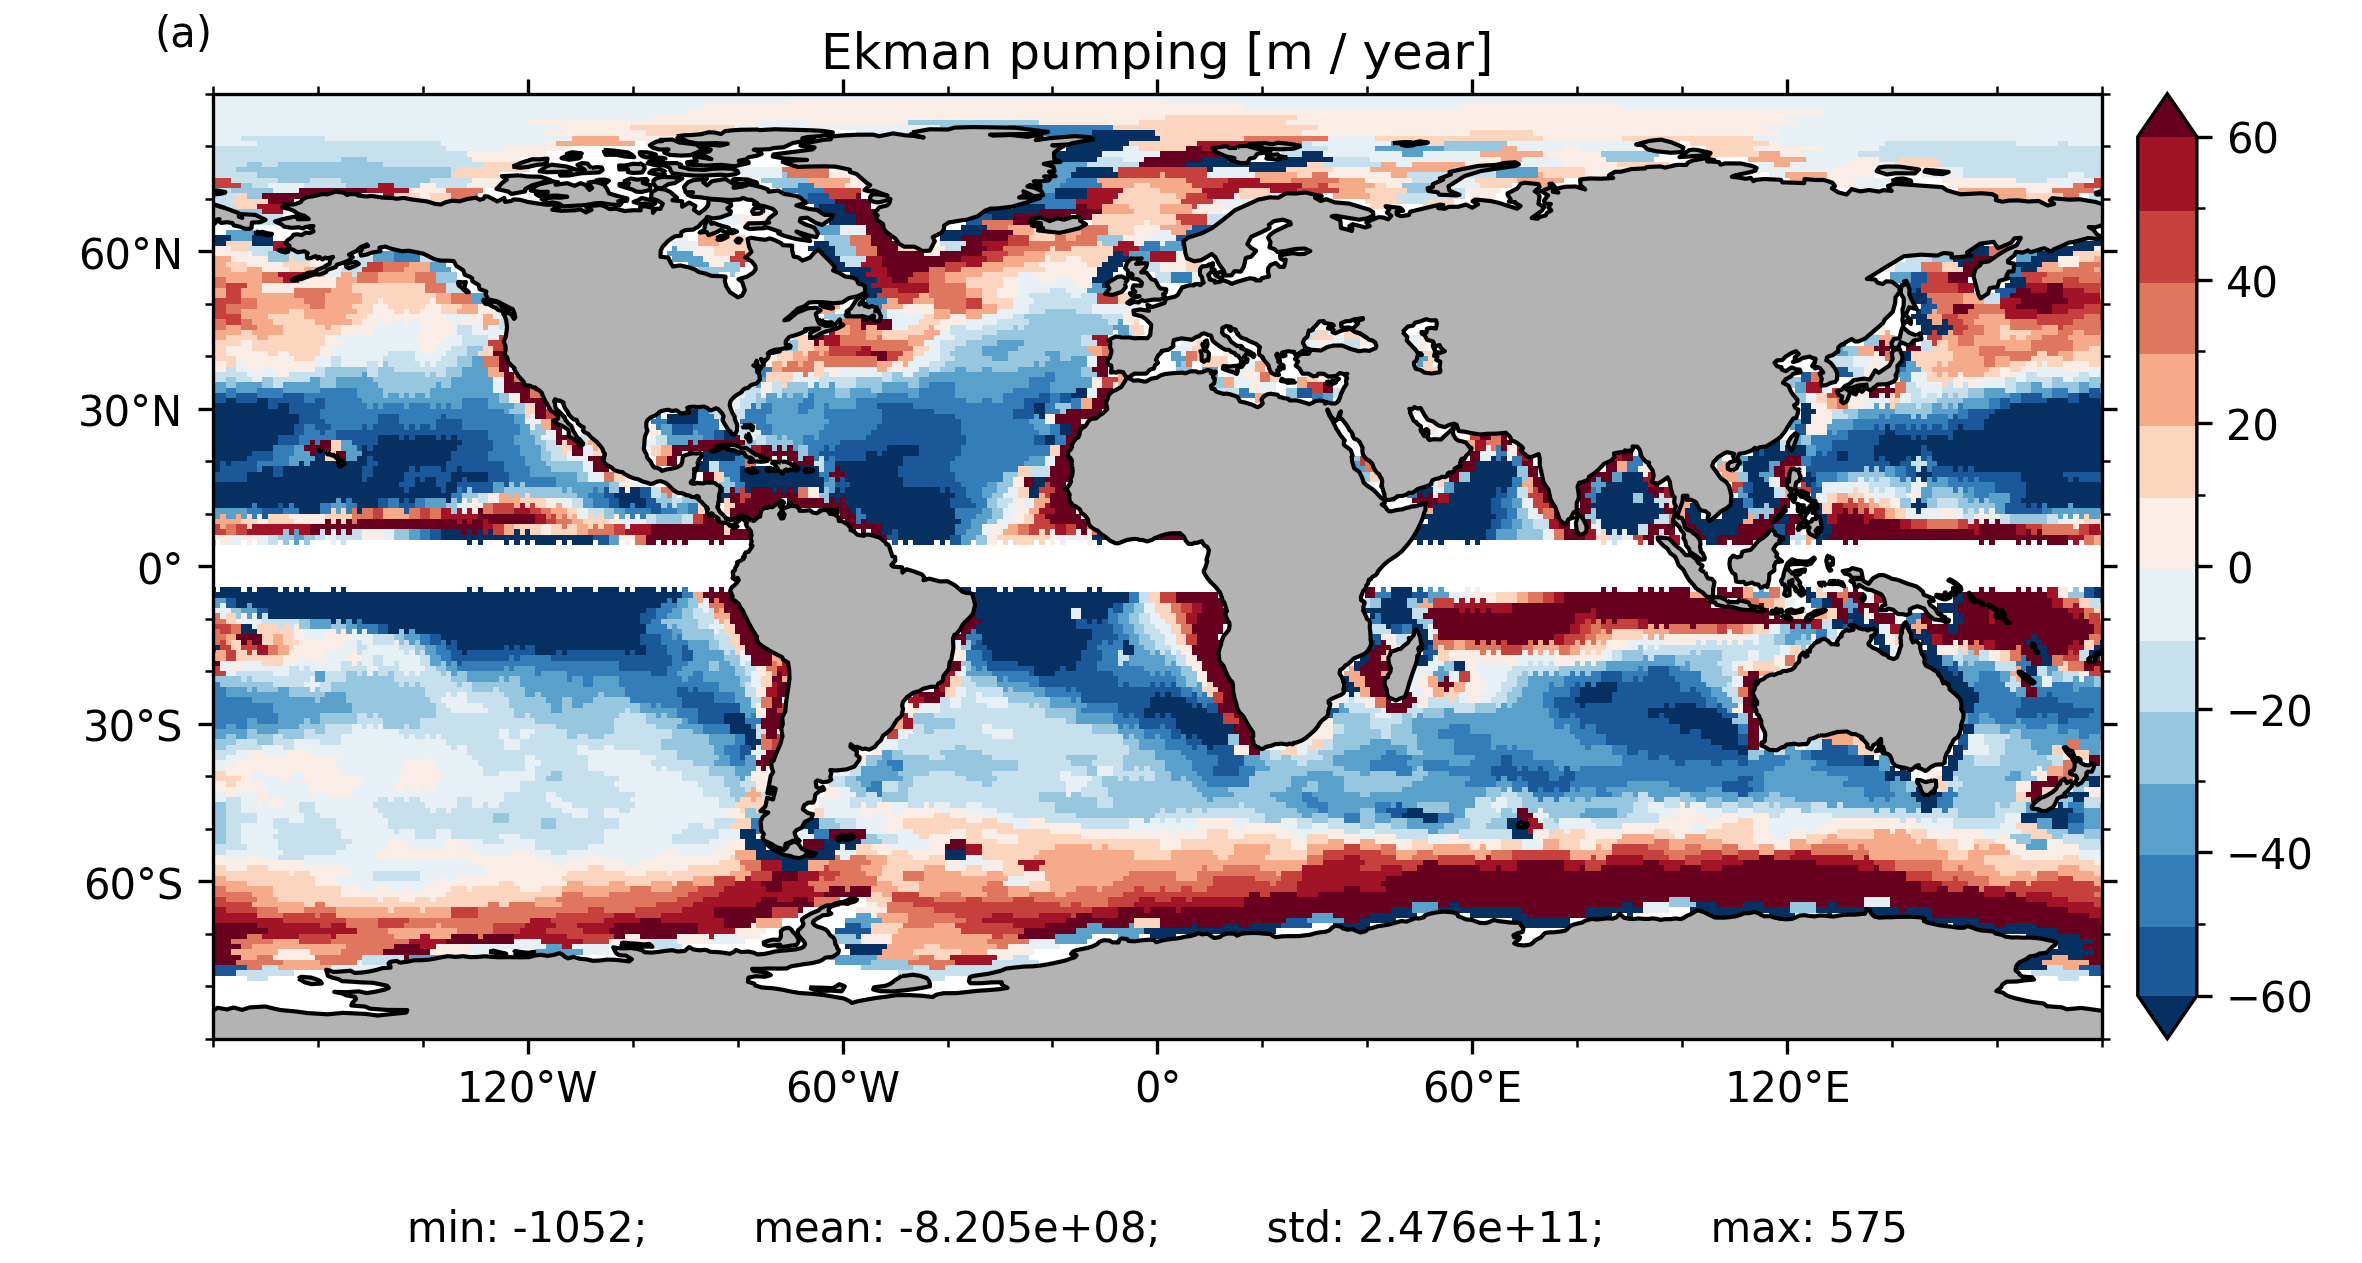 (a)
Ekman pumping [m / year]
60°N
30°N
0°
30°S
60°S
120°W 60°W 0° 60°E 120°E
60
40
20
0
−20
−40
−60
min: -1052; mean: -8.205e+08; std: 2.476e+11; max: 575